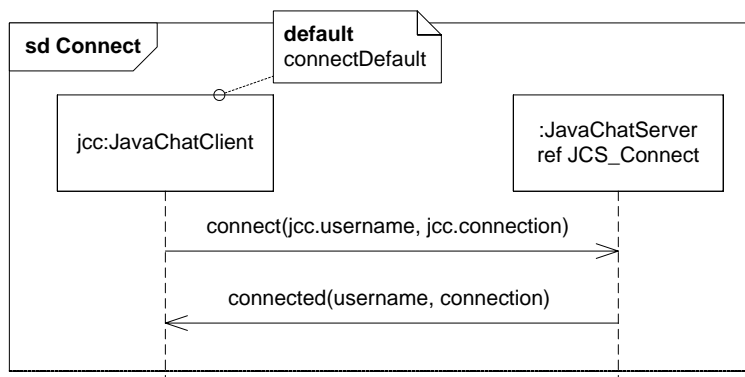 sd Connect
default
connectDefault
jcc:JavaChatClient
:JavaChatServer
ref JCS_Connect
connect(jcc.username, jcc.connection)
connected(username, connection)